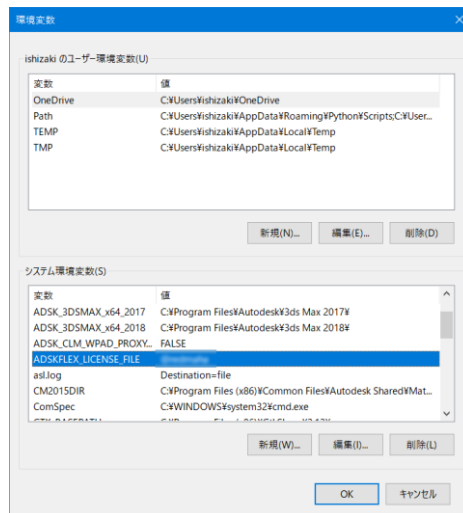 環境変数
ishizaki のユーザー環境変数(U)
変数 値
OneDrive C:¥Users¥ishizaki¥OneDrive
Path C:¥Users¥ishizaki¥AppData¥Roaming¥Python¥Scripts;C:¥User...
TEMP C:¥Users¥ishizaki¥AppData¥Local¥Temp
TMP C:¥Users¥ishizaki¥AppData¥Local¥Temp
新規(N)... 編集(E)... 削除(D)
システム環境変数(S)
変数 値
ADSK_3DSMAX_x64_2017 C:¥Program Files¥Autodesk¥3ds Max 2017¥
ADSK_3DSMAX_x64_2018 C:¥Program Files¥Autodesk¥3ds Max 2018¥
ADSK_CLM_WPAD_PROXY... FALSE
ADSKFLEX_LICENSE_FILE
asl.log Destination=file
CM2015DIR C:¥Program Files (x86)¥Common Files¥Autodesk Shared¥Mat...
ComSpec C:¥WINDOWS¥system32¥cmd.exe
新規(W)... 編集(I)... 削除(L)
OK キャンセル